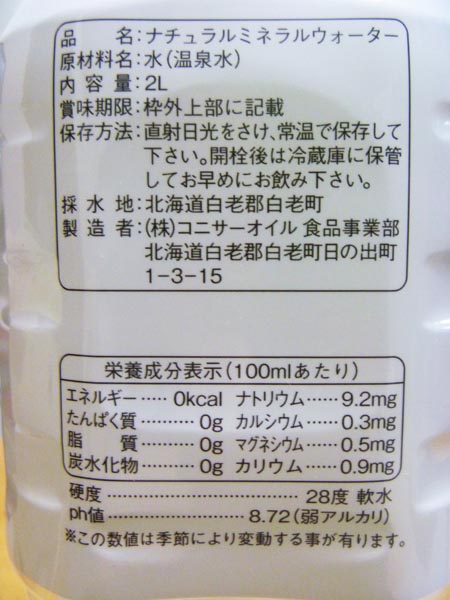 品　　名：ナチュラルミネラルウォーター
原材料名：水（温泉水）
内 容 量：2L
賞味期限：枠外上部に記載
保存方法：直射日光をさけ、常温で保存して
下さい。開栓後は冷蔵庫に保管
してお早めにお飲み下さい。
採 水 地：北海道白老郡白老町
製 造 者：（株）コニサーオイル 食品事業部
北海道白老郡白老町日の出町
1-3-15
栄養成分表示（100mlあたり）
エネルギー……0kcal ナトリウム……9.2mg
たんぱく質…………0g カルシウム……0.3mg
脂　　質…………0g マグネシウム……0.5mg
炭水化物…………0g カリウム……0.9mg
硬度………………………………28度 軟水
ph値………………………8.72（弱アルカリ）
※この数値は季節により変動する事が有ります。